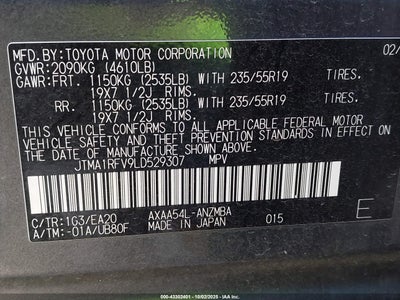 MFD.BY:TOYOTA MOTOR CORPORATION 02/
GVWR:2090KG (4610LB)
GAWR:FRT. 1150KG (2535LB) WITH 235/55R19 TIRES.
19X7 1/2J RIMS.
RR. 1150KG (2535LB) WITH 235/55R19 TIRES.
19X7 1/2J RIMS.
THIS VEHICLE CONFORMS TO ALL APPLICABLE FEDERAL MOTOR
VEHICLE SAFETY AND THEFT PREVENTION
STANDARDS IN EFFECT ON THE DATE OF
MANUFACTURE SHOWN ABOVE.
JTMA1RFV9LD529307 MPV
C/TR:1G3/EA20 AXAA54L-ANZMBA
A/TM:-01A/UB80F MADE IN JAPAN 015 E
000-43302401 - 10/02/2025 - IAAI.CA